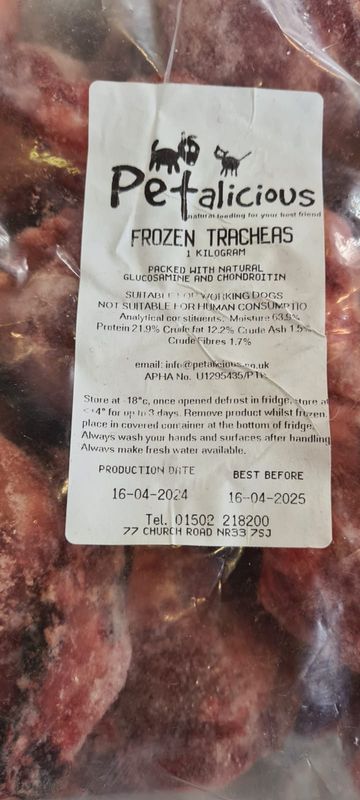 Petalicious
natural feeding for your best friend
FROZEN TRACHEAS
1 KILOGRAM
PACKED WITH NATURAL
GLUCOSAMINE AND CHONDROITIN
SUITABLE FOR WORKING DOGS
NOT SUITABLE FOR HUMAN CONSUMPTIO
Analytical constituents: Moisture 63.5%
Protein 21.9% Crude fat 12.2% Crude Ash 1.5%
Crude Fibres 1.7%
email: info@petalicious.co.uk
APHA No. U1295435/PTP
Store at -18°c, once opened defrost in fridge, store at
<+4° for up to 3 days. Remove product whilst frozen,
place in covered container at the bottom of fridge.
Always wash your hands and surfaces after handling
Always make fresh water available.
PRODUCTION DATE BEST BEFORE
16-04-2024 16-04-2025
Tel. 01502 218200
77 CHURCH ROAD NR33 7SJ